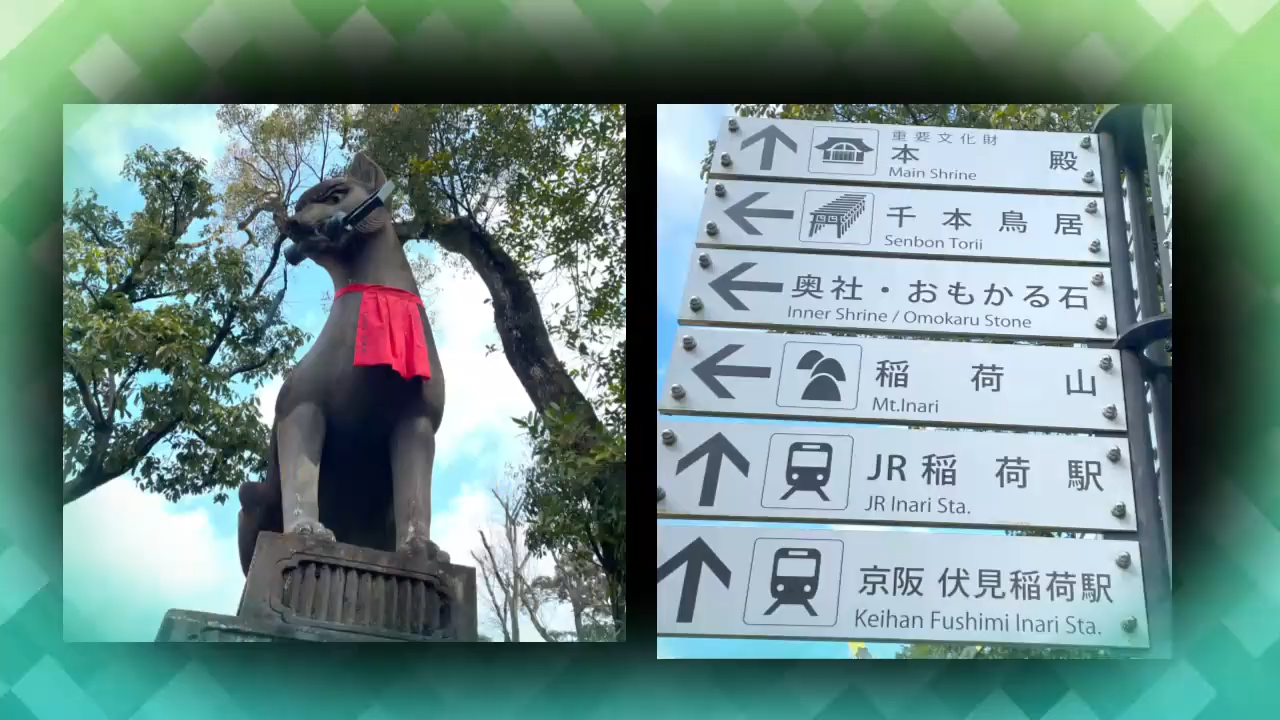 重要文化財
本殿
Main Shrine
千本鳥居
Senbon Torii
奥社・おもかる石
Inner Shrine / Omokaru Stone
稲荷山
Mt.Inari
JR稲荷駅
JR Inari Sta.
京阪 伏見稲荷駅
Keihan Fushimi Inari Sta.